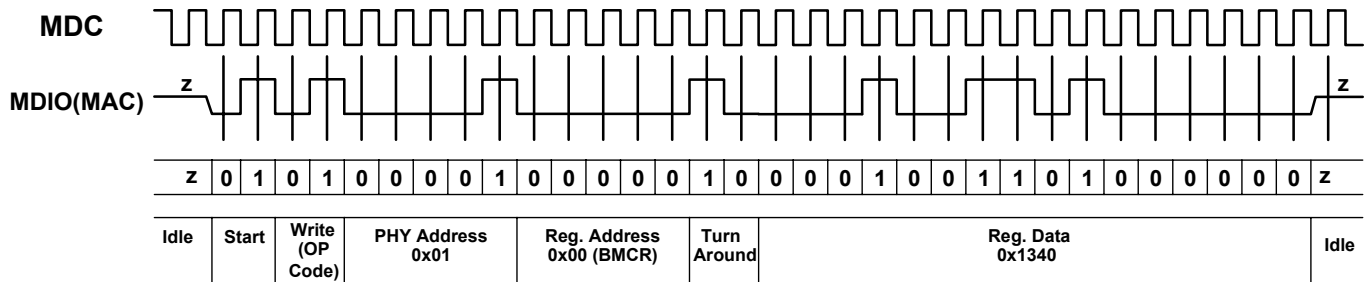 MDC
z
z
MDIO(MAC)
z 0 1 0 1 0 0 0 0 1 0 0 0 0 0 1 0 0 0 0 1 0 0 1 1 0 1 0 0 0 0 0 0 z
Idle
Start
Write
(OP
Code)
PHY Address
0x01
Reg. Address
0x00 (BMCR)
Turn
Around
Reg. Data
0x1340
Idle